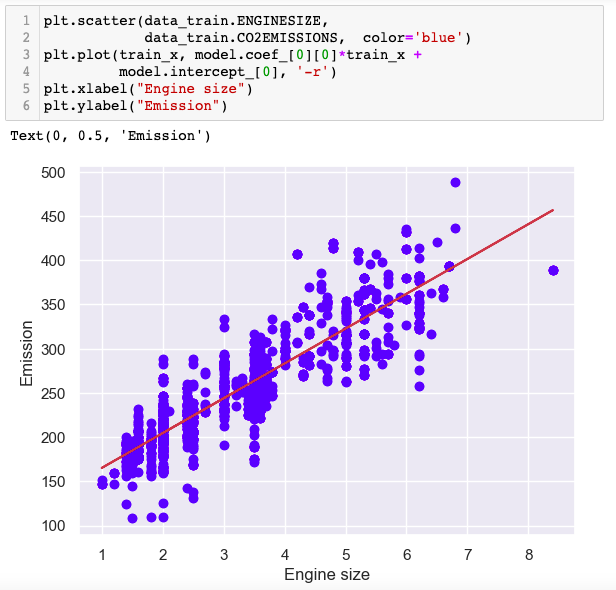 1 plt.scatter(data_train.ENGINESIZE,
2 data_train.CO2EMISSIONS,  color='blue')
3 plt.plot(train_x, model.coef_[0][0]*train_x +
4 model.intercept_[0], '-r')
5 plt.xlabel("Engine size")
6 plt.ylabel("Emission")
Text(0, 0.5, 'Emission')
500
450
400
350
300
250
200
150
100
Emission
1 2 3 4 5 6 7 8
Engine size